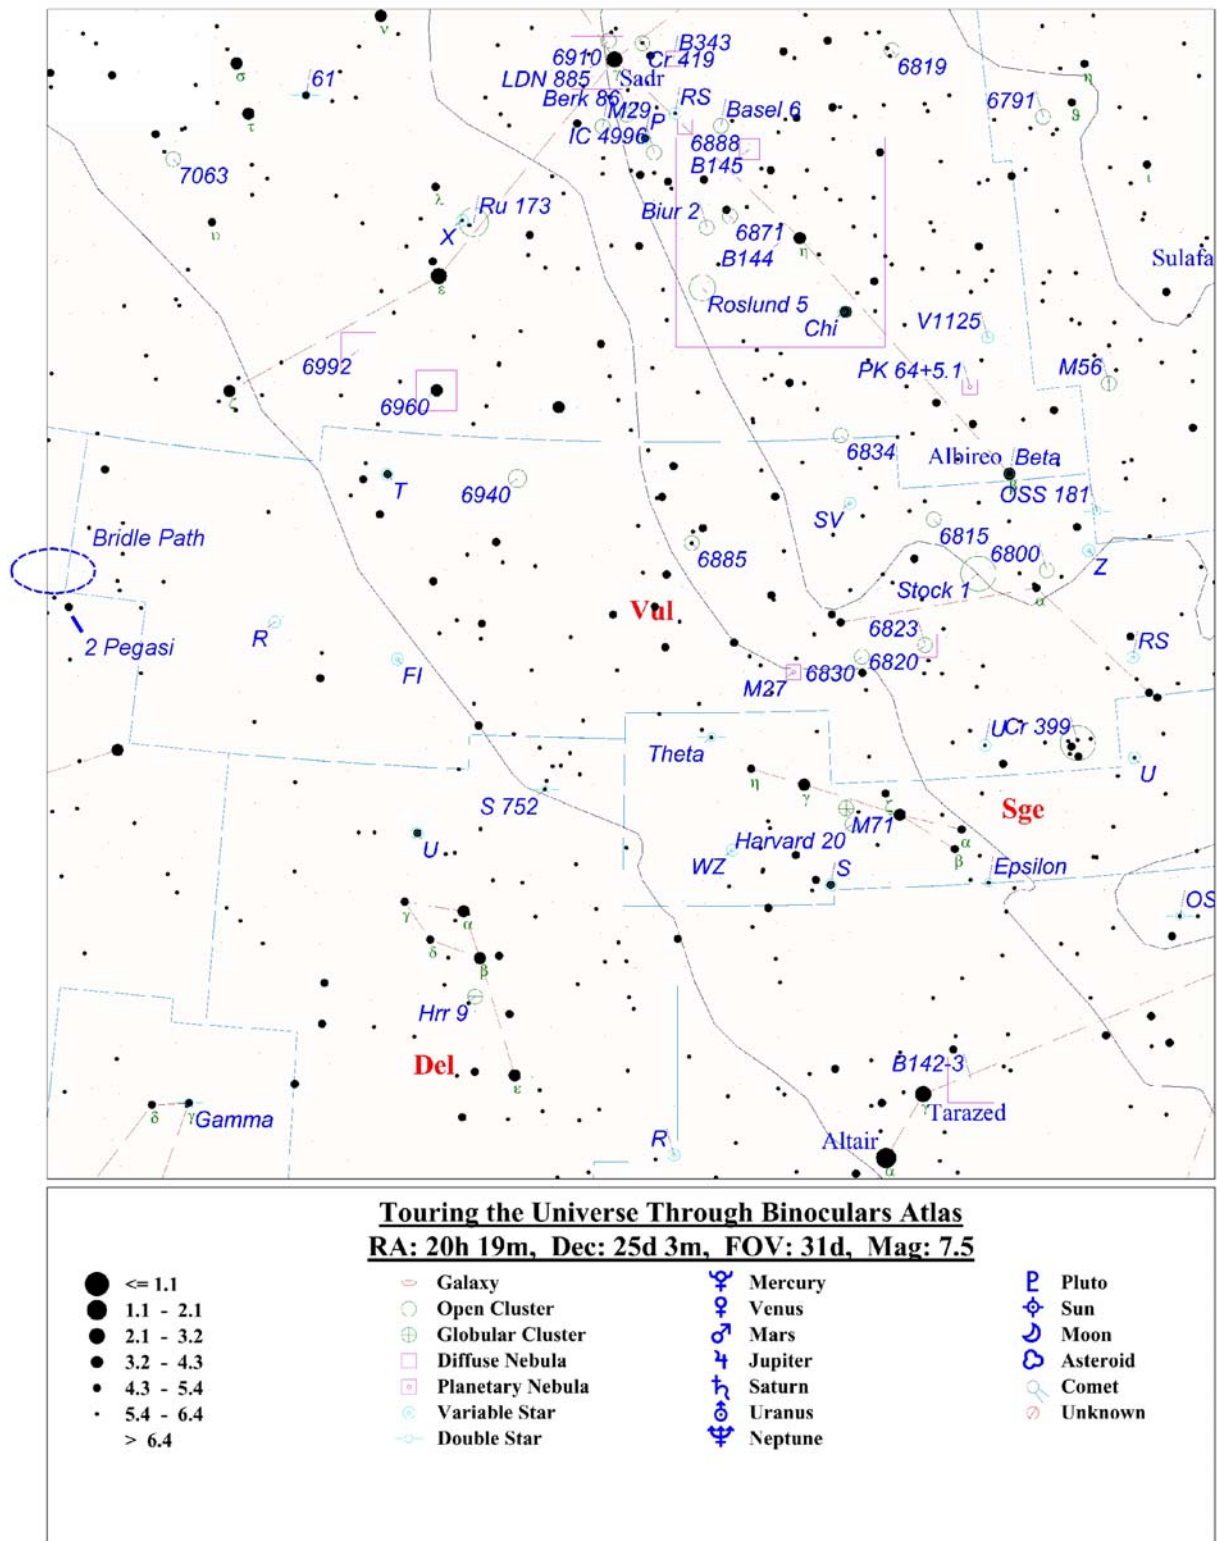 ν
6910
B343
Cr 419
6819
σ
61
LDN 885
γ
Sadr
η
Berk 86
RS
6791
τ
M29
P
Basel 6
θ
IC 4996
6888
7063
B145
ι
λ
Ru 173
Biur 2
υ
X
6871
η
B144
Sulafa
ε
Roslund 5
Chi
V1125
6992
PK 64+5.1
M56
ζ
6960
6834
Albireo
Beta
β
T
6940
OSS 181
SV
Bridle Path
6885
6815
6800
Z
Stock 1
α
Vul
2 Pegasi
R
6823
RS
FI
6830
6820
M27
Theta
U
Cr 399
U
η
S 752
γ
ζ
Sge
M71
α
U
Harvard 20
β
WZ
S
Epsilon
γ
α
OS
δ
β
Hrr 9
Del
B142-3
ε
δ
γ
Gamma
γ
Tarazed
R
Altair
α
Touring the Universe Through Binoculars Atlas
RA: 20h 19m, Dec: 25d 3m, FOV: 31d, Mag: 7.5
<= 1.1
Galaxy
Mercury
Pluto
1.1 - 2.1
Open Cluster
Venus
Sun
2.1 - 3.2
Globular Cluster
Mars
Moon
3.2 - 4.3
Diffuse Nebula
Jupiter
Asteroid
4.3 - 5.4
Planetary Nebula
Saturn
Comet
5.4 - 6.4
Variable Star
Uranus
Unknown
> 6.4
Double Star
Neptune